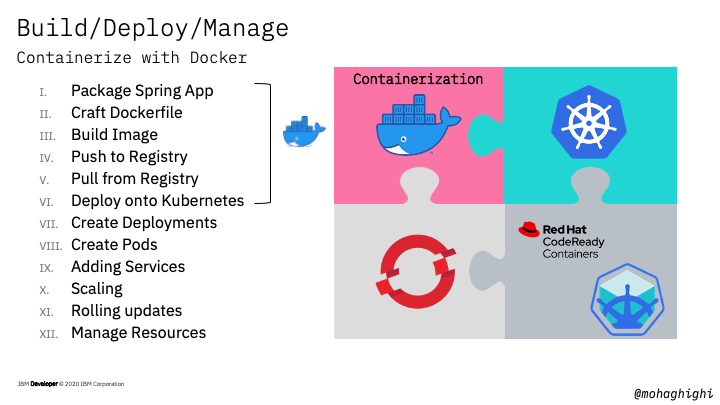 Build/Deploy/Manage
Containerize with Docker
I. Package Spring App
II. Craft Dockerfile
III. Build Image
IV. Push to Registry
V. Pull from Registry
VI. Deploy onto Kubernetes
VII. Create Deployments
VIII. Create Pods
IX. Adding Services
X. Scaling
XI. Rolling updates
XII. Manage Resources
Containerization
Red Hat
CodeReady
Containers
IBM Developer © 2020 IBM Corporation
@mohaghighi